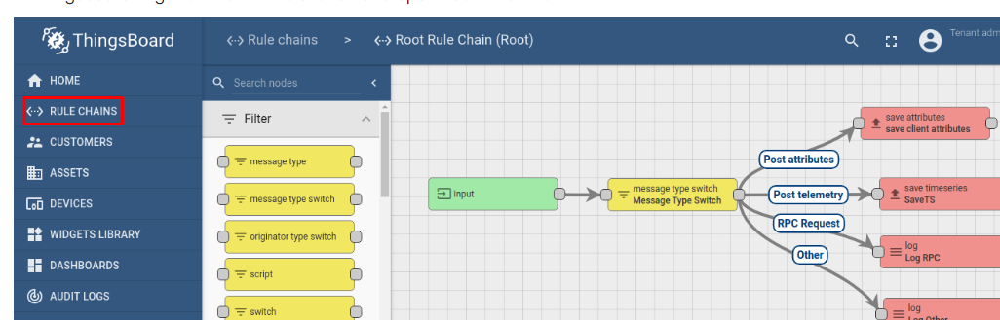 ThingsBoard
Rule chains > Root Rule Chain (Root)
Tenant adm
HOME
RULE CHAINS
CUSTOMERS
ASSETS
DEVICES
WIDGETS LIBRARY
DASHBOARDS
AUDIT LOGS
Search nodes
Filter
message type
message type switch
originator type switch
script
switch
Input
message type switch
Message Type Switch
Post attributes
Post telemetry
RPC Request
Other
save attributes
save client attributes
save timeseries
SaveTS
log
Log RPC
log
Log Other